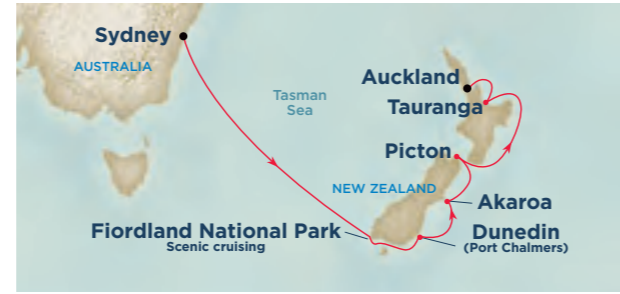 Sydney
AUSTRALIA
Tasman
Sea
Auckland
Tauranga
Picton
NEW ZEALAND
Akaroa
Fiordland National Park
Scenic cruising
Dunedin
(Port Chalmers)